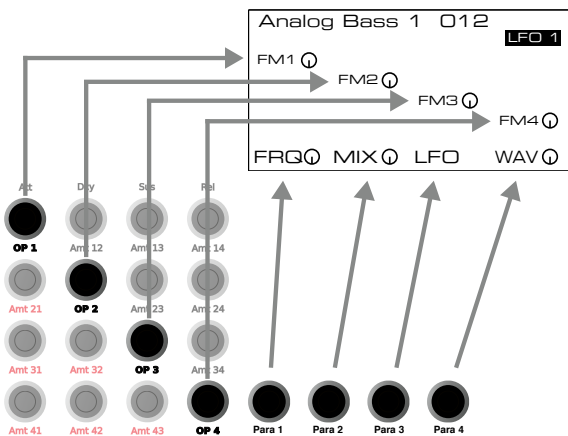 Analog Bass 1 012
LFO 1
FM1
FM2
FM3
FM4
FRQ MIX LFO WAV
Att Dcy Sus Rel
OP 1 Amt 12 Amt 13 Amt 14
Amt 21 OP 2 Amt 23 Amt 24
Amt 31 Amt 32 OP 3 Amt 34
Amt 41 Amt 42 Amt 43 OP 4 Para 1 Para 2 Para 3 Para 4